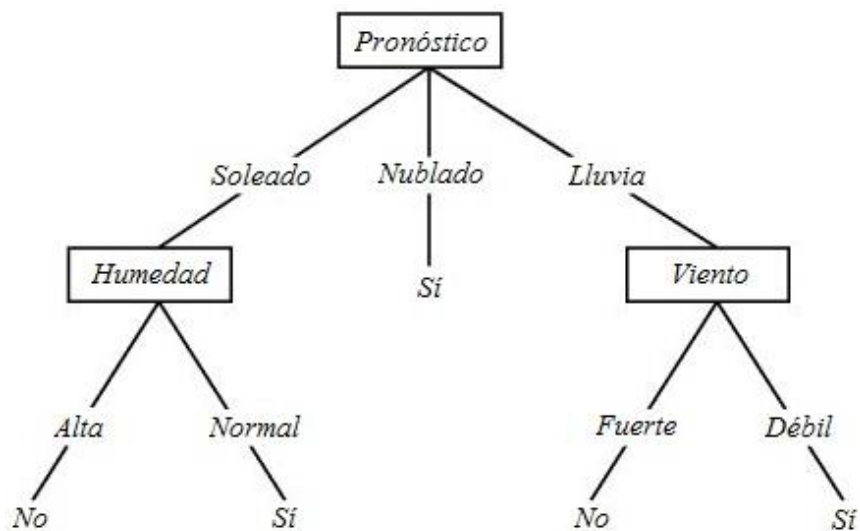 Pronóstico
Soleado Nublado Lluvia
Humedad Sí Viento
Alta Normal Fuerte Débil
No Sí No Sí